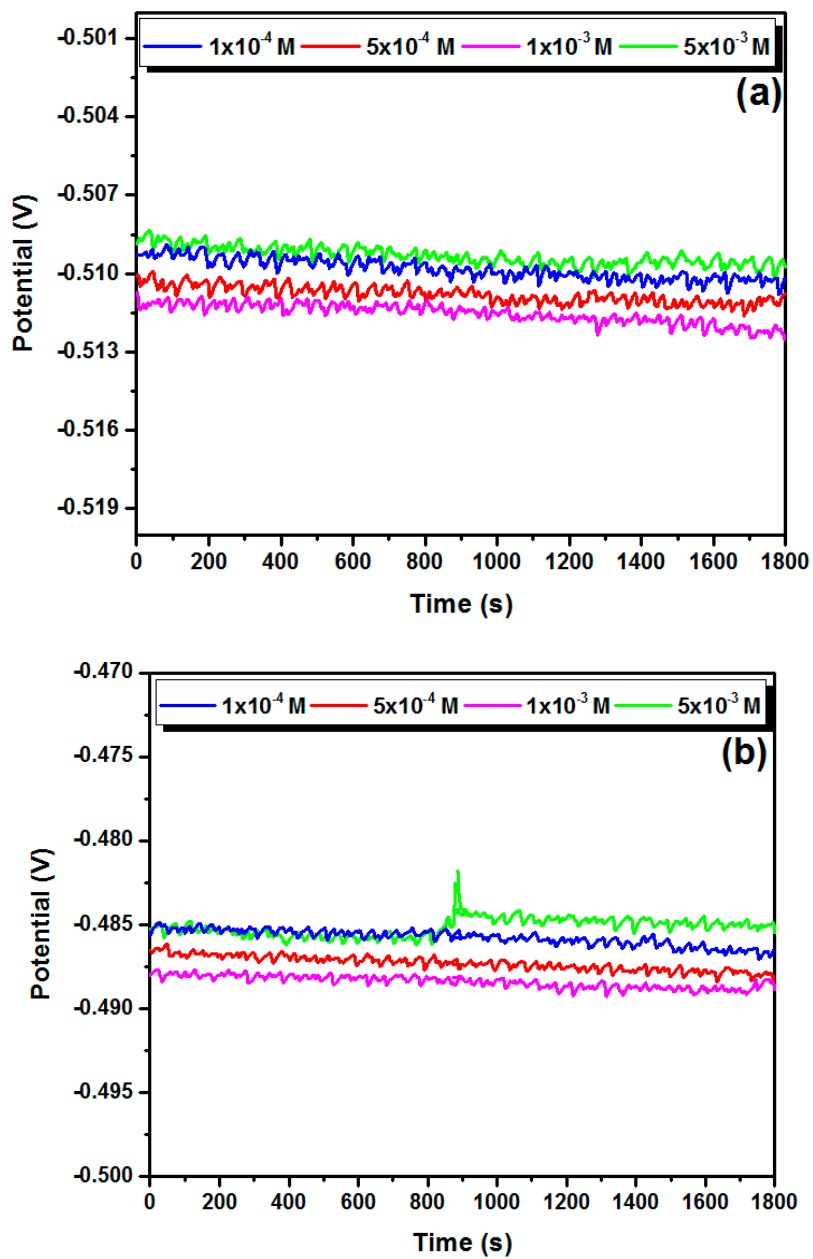 1x10⁻⁴ M 5x10⁻⁴ M 1x10⁻³ M 5x10⁻³ M
(a)
-0.501
-0.504
-0.507
-0.510
-0.513
-0.516
-0.519
Potential (V)
0 200 400 600 800 1000 1200 1400 1600 1800
Time (s)
1x10⁻⁴ M 5x10⁻⁴ M 1x10⁻³ M 5x10⁻³ M
(b)
-0.470
-0.475
-0.480
-0.485
-0.490
-0.495
-0.500
Potential (V)
0 200 400 600 800 1000 1200 1400 1600 1800
Time (s)